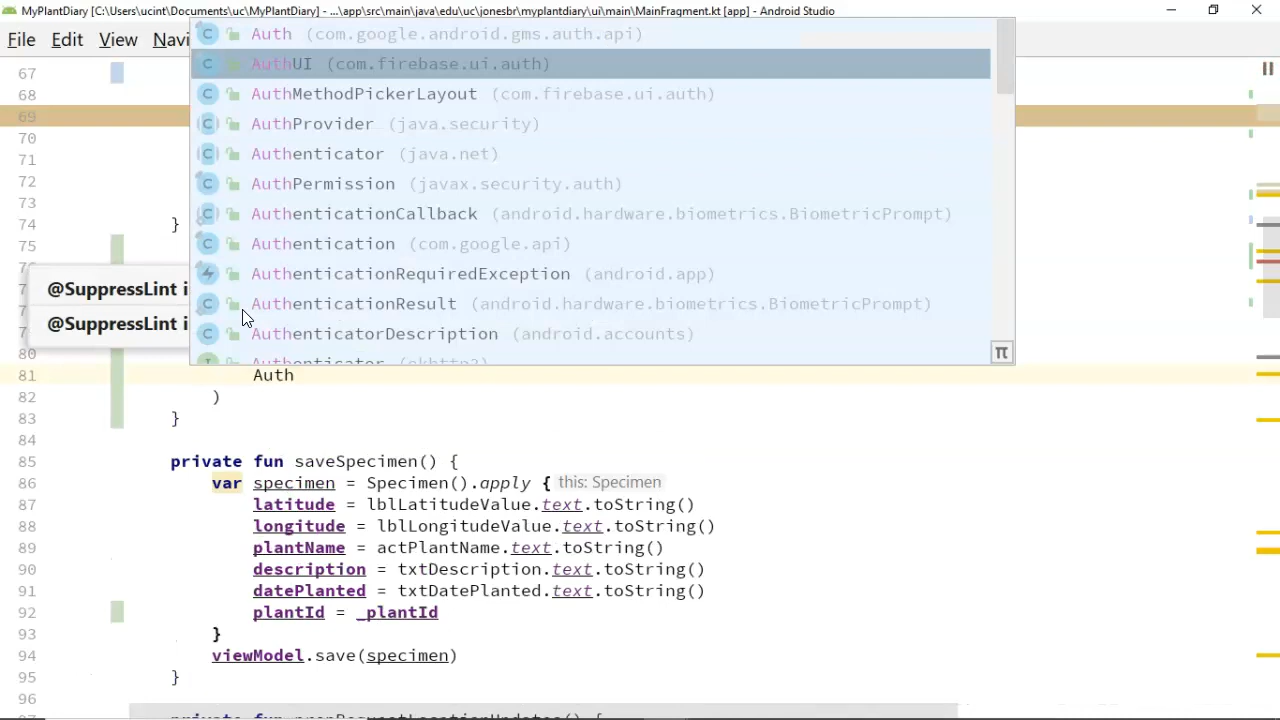 MyPlantDiary [C:\Users\ucint\Documents\uc\MyPlantDiary] - ...\app\src\main\java\edu\uc\jonesbr\myplantdiary\ui\main\MainFragment.kt [app] - Android Studio
File Edit View Navi
Auth (com.google.android.gms.auth.api)
AuthUI (com.firebase.ui.auth)
AuthMethodPickerLayout (com.firebase.ui.auth)
AuthProvider (java.security)
Authenticator (java.net)
AuthPermission (javax.security.auth)
AuthenticationCallback (android.hardware.biometrics.BiometricPrompt)
Authentication (com.google.api)
AuthenticationRequiredException (android.app)
AuthenticationResult (android.hardware.biometrics.BiometricPrompt)
AuthenticatorDescription (android.accounts)
Authenticator (okhttp3)
π
@SuppressLint i
@SuppressLint i
67
68
69
70
71
72
73
74 }
75
80
81 Auth
82 )
83 }
84
85 private fun saveSpecimen() {
86 var specimen = Specimen().apply { this: Specimen
87 latitude = lblLatitudeValue.text.toString()
88 longitude = lblLongitudeValue.text.toString()
89 plantName = actPlantName.text.toString()
90 description = txtDescription.text.toString()
91 datePlanted = txtDatePlanted.text.toString()
92 plantId = _plantId
93 }
94 viewModel.save(specimen)
95 }
96
97 private fun prepRequestLocationUpdates() {